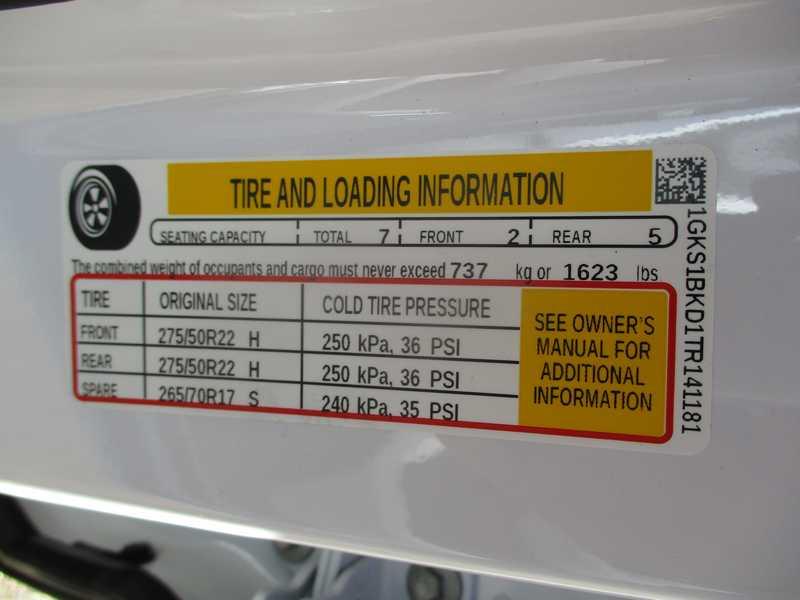 TIRE AND LOADING INFORMATION
SEATING CAPACITY TOTAL 7 FRONT 2 REAR 5
The combined weight of occupants and cargo must never exceed 737 kg or 1623 lbs
TIRE ORIGINAL SIZE COLD TIRE PRESSURE
FRONT 275/50R22 H 250 kPa, 36 PSI
REAR 275/50R22 H 250 kPa, 36 PSI
SPARE 265/70R17 S 240 kPa, 35 PSI
SEE OWNER'S
MANUAL FOR
ADDITIONAL
INFORMATION
1GKS1BKD1TR141181